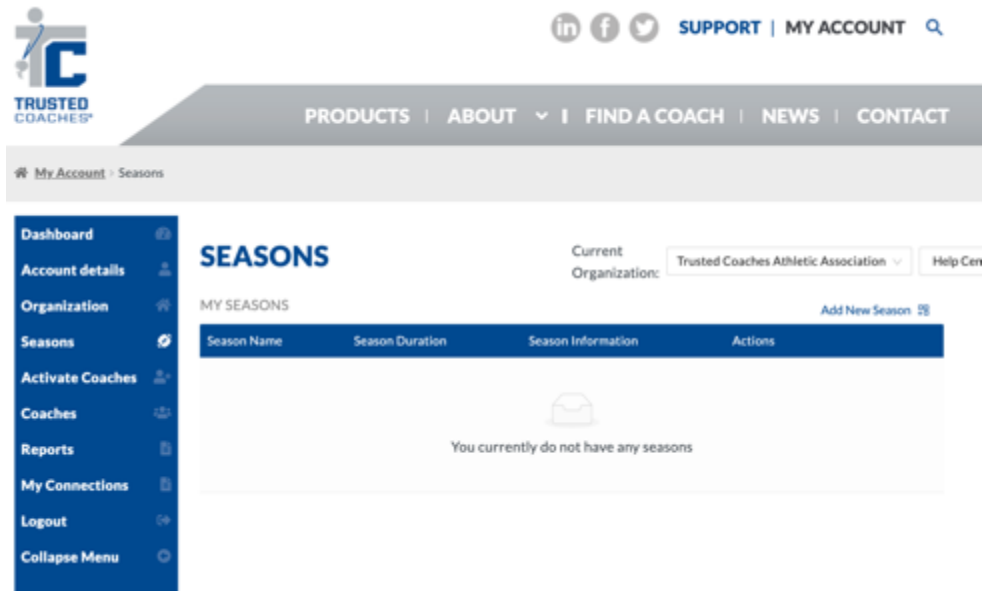 SUPPORT | MY ACCOUNT
TRUSTED
COACHES®
PRODUCTS | ABOUT | FIND A COACH | NEWS | CONTACT
My Account > Seasons
Dashboard
Account details
Organization
Seasons
Activate Coaches
Coaches
Reports
My Connections
Logout
Collapse Menu
SEASONS
Current
Organization:
Trusted Coaches Athletic Association
Help Cen
MY SEASONS
Add New Season
Season Name Season Duration Season Information Actions
You currently do not have any seasons